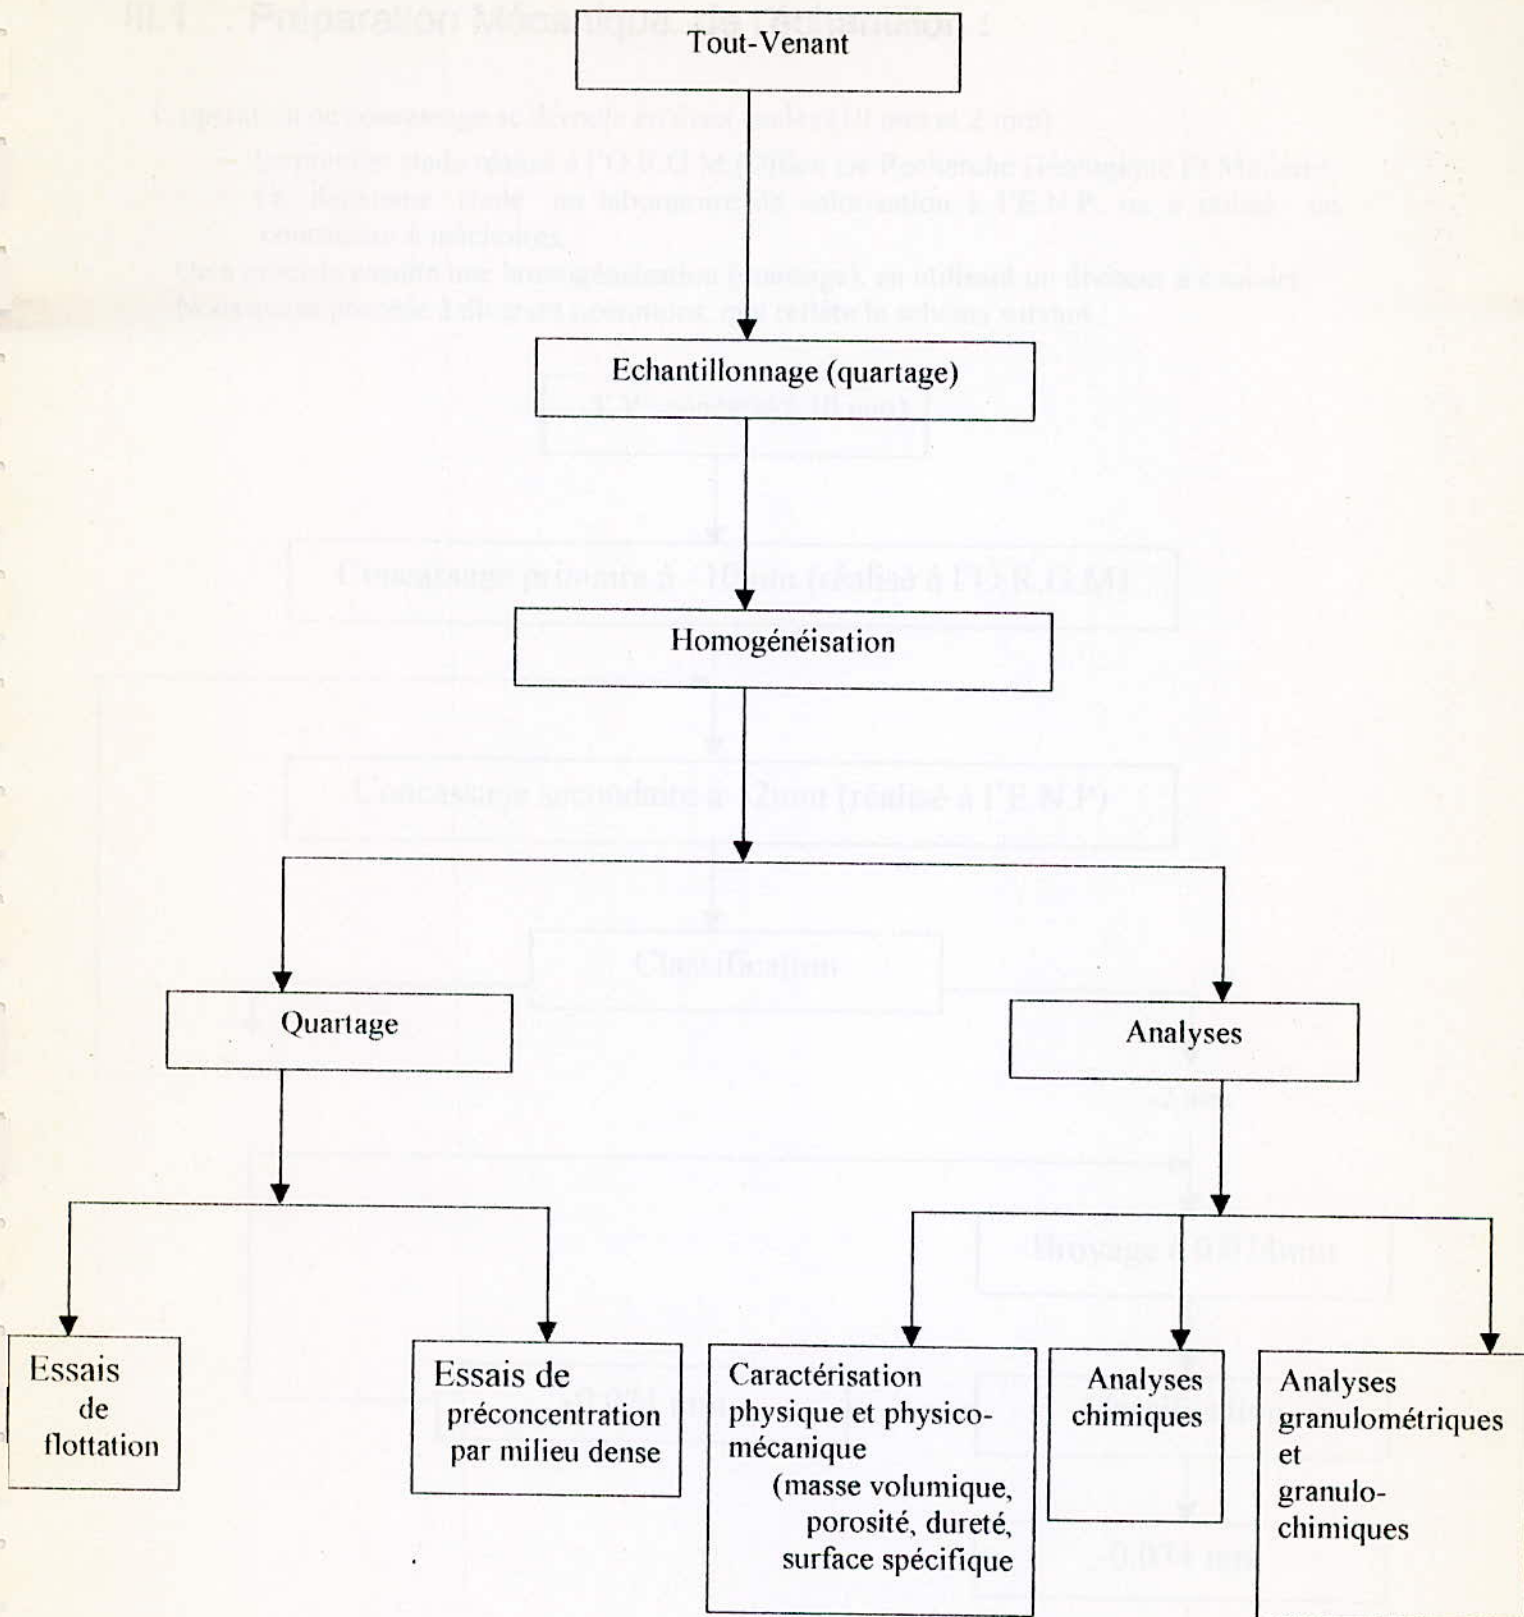 Tout-Venant
Echantillonnage (quartage)
Homogénéisation
Quartage
Analyses
Essais
de
flottation
Essais de
préconcentration
par milieu dense
Caractérisation
physique et physico-
mécanique
(masse volumique,
porosité, dureté,
surface spécifique
Analyses
chimiques
Analyses
granulométriques
et
granulo-
chimiques